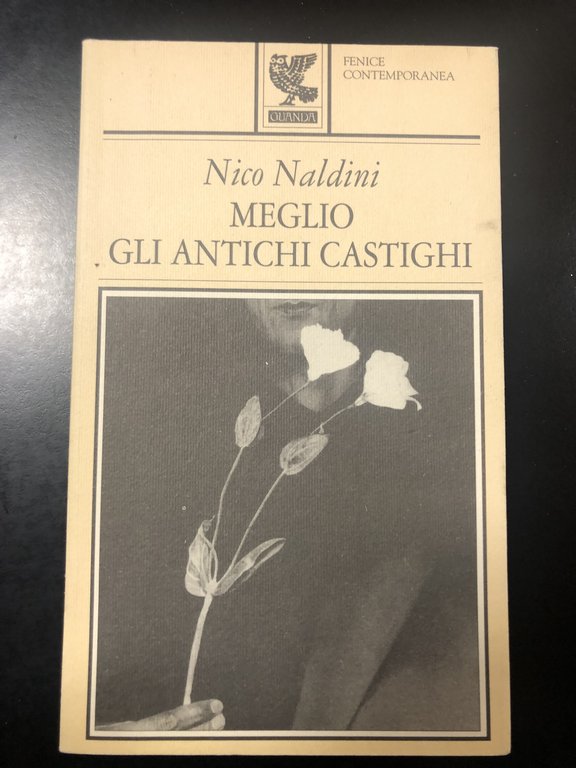 GUANDA
FENICE
CONTEMPORANEA
Nico Naldini
MEGLIO
GLI ANTICHI CASTIGHI